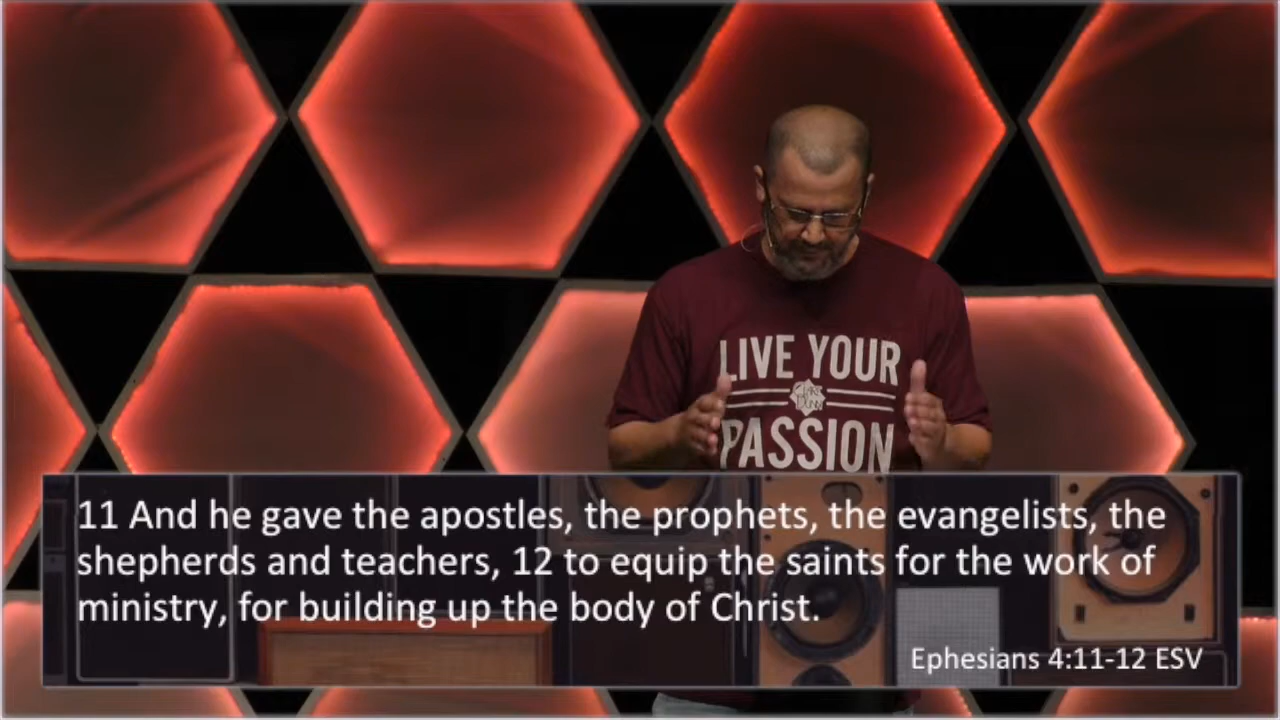 LIVE YOUR
PASSION
11 And he gave the apostles, the prophets, the evangelists, the
shepherds and teachers, 12 to equip the saints for the work of
ministry, for building up the body of Christ.
Ephesians 4:11-12 ESV